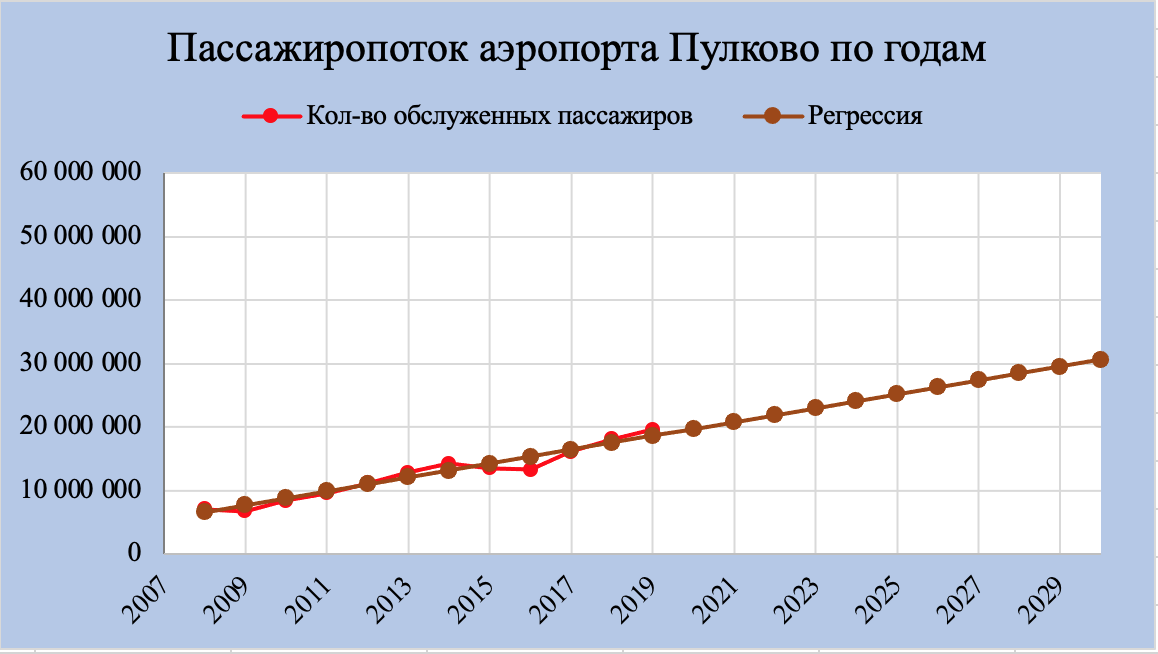 Пассажиропоток аэропорта Пулково по годам
Кол-во обслуженных пассажиров Регрессия
60 000 000
50 000 000
40 000 000
30 000 000
20 000 000
10 000 000
0
2007 2009 2011 2013 2015 2017 2019 2021 2023 2025 2027 2029